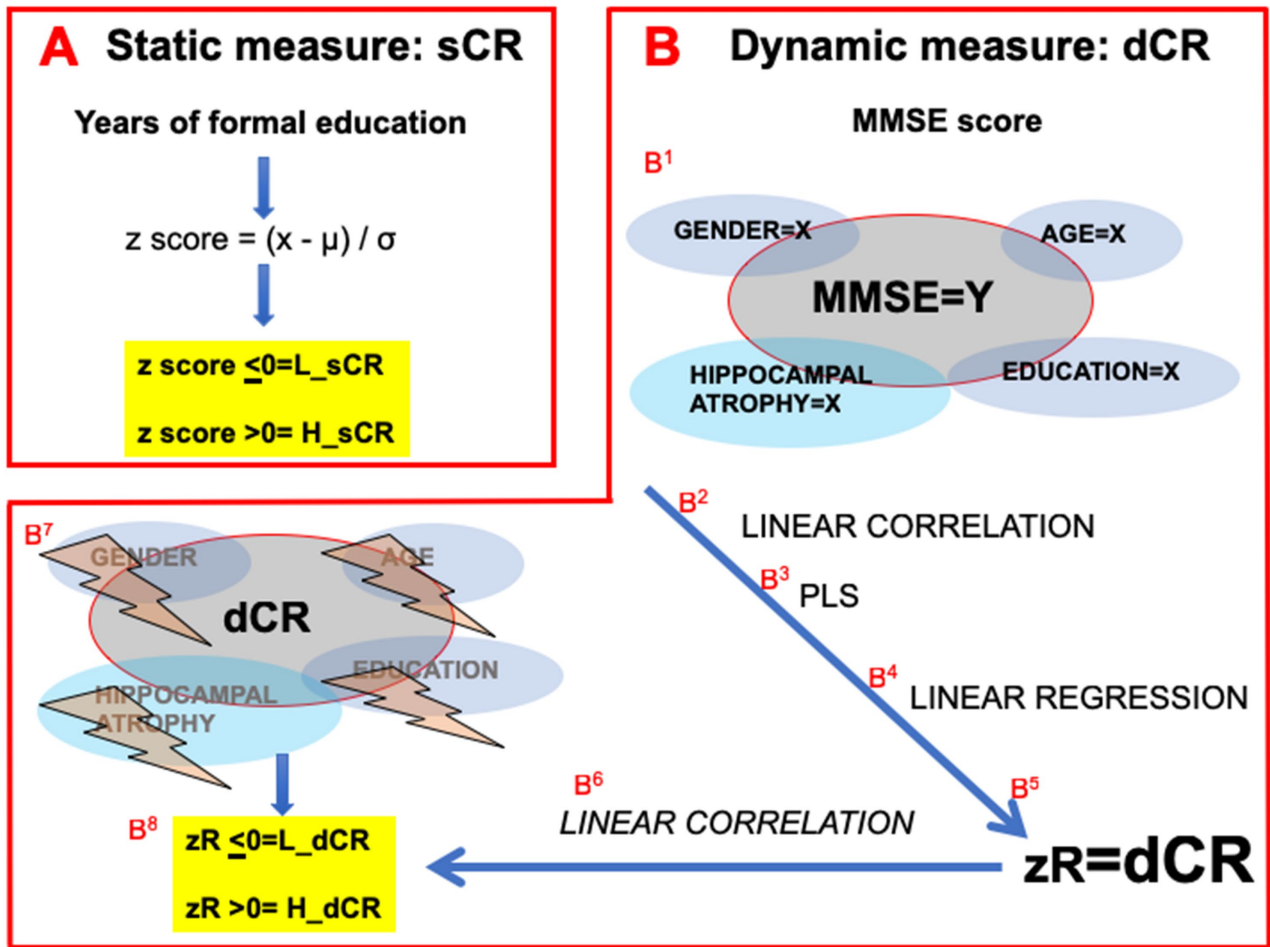 A Static measure: sCR
Years of formal education
z score = (x - μ) / σ
z score ≤0=L_sCR
z score >0= H_sCR
B Dynamic measure: dCR
MMSE score
B¹
GENDER=X
AGE=X
MMSE=Y
HIPPOCAMPAL
ATROPHY=X
EDUCATION=X
B²
LINEAR CORRELATION
B³
PLS
B⁴
LINEAR REGRESSION
B⁵
zR=dCR
B⁶
LINEAR CORRELATION
B⁷
GENDER
AGE
dCR
EDUCATION
HIPPOCAMPAL
ATROPHY
B⁸
zR ≤0=L_dCR
zR >0= H_dCR